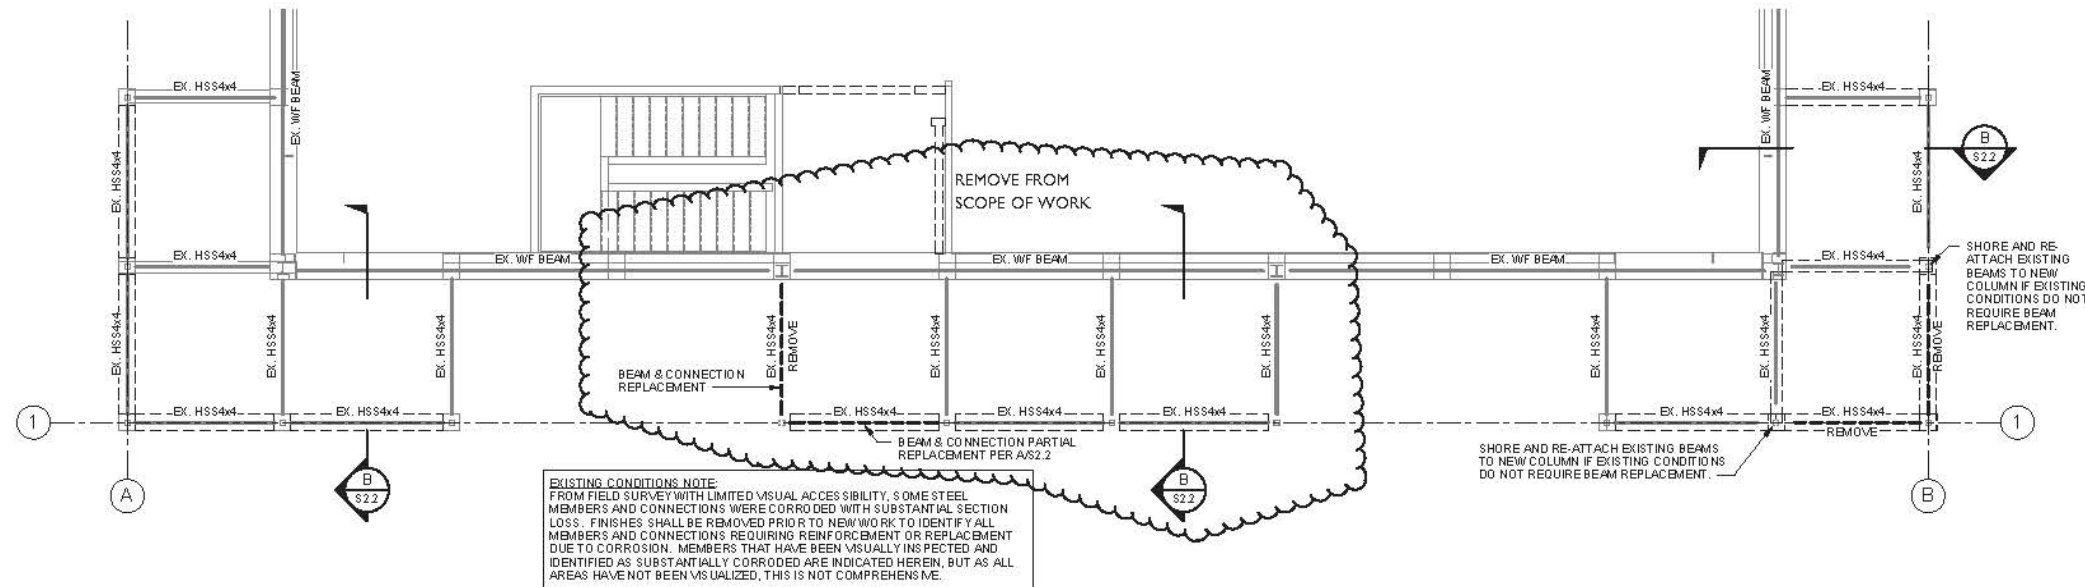 EX. HSS4x4
EX. WF BEAM
EX. WF BEAM
EX. HSS4x4
EX. HSS4x4
EX. HSS4x4
B
S2.2
REMOVE FROM
SCOPE OF WORK
EX. HSS4x4
EX. WF BEAM
EX. WF BEAM
EX. WF BEAM
EX. HSS4x4
SHORE AND RE-
ATTACH EXISTING
BEAMS TO NEW
COLUMN IF EXISTING
CONDITIONS DO NOT
REQUIRE BEAM
REPLACEMENT.
EX. HSS4x4
EX. HSS4x4
EX. HSS4x4
EX. HSS4x4
REMOVE
EX. HSS4x4
EX. HSS4x4
EX. HSS4x4
EX. HSS4x4
EX. HSS4x4
EX. HSS4x4
REMOVE
BEAM & CONNECTION
REPLACEMENT
1
EX. HSS4x4
EX. HSS4x4
EX. HSS4x4
EX. HSS4x4
EX. HSS4x4
EX. HSS4x4
EX. HSS4x4
REMOVE
1
BEAM & CONNECTION PARTIAL
REPLACEMENT PER A/S2.2
SHORE AND RE-ATTACH EXISTING BEAMS
TO NEW COLUMN IF EXISTING CONDITIONS
DO NOT REQUIRE BEAM REPLACEMENT.
A
B
S2.2
B
S2.2
B
EXISTING CONDITIONS NOTE:
FROM FIELD SURVEY WITH LIMITED VISUAL ACCESSIBILITY, SOME STEEL
MEMBERS AND CONNECTIONS WERE CORRODED WITH SUBSTANTIAL SECTION
LOSS. FINISHES SHALL BE REMOVED PRIOR TO NEW WORK TO IDENTIFY ALL
MEMBERS AND CONNECTIONS REQUIRING REINFORCEMENT OR REPLACEMENT
DUE TO CORROSION. MEMBERS THAT HAVE BEEN VISUALLY INSPECTED AND
IDENTIFIED AS SUBSTANTIALLY CORRODED ARE INDICATED HEREIN, BUT AS ALL
AREAS HAVE NOT BEEN VISUALIZED, THIS IS NOT COMPREHENSIVE.